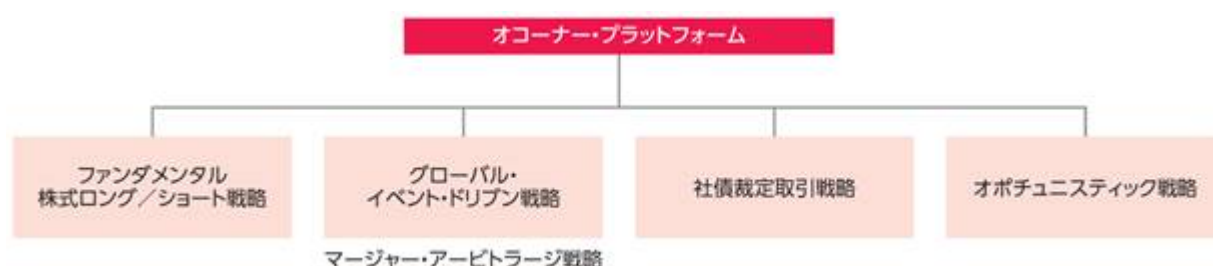 オコーナー・プラットフォーム
ファンダメンタル
株式ロング／ショート戦略
グローバル・
イベント・ドリブン戦略
社債裁定取引戦略
オポチュニスティック戦略
マージャー・アービトラージ戦略